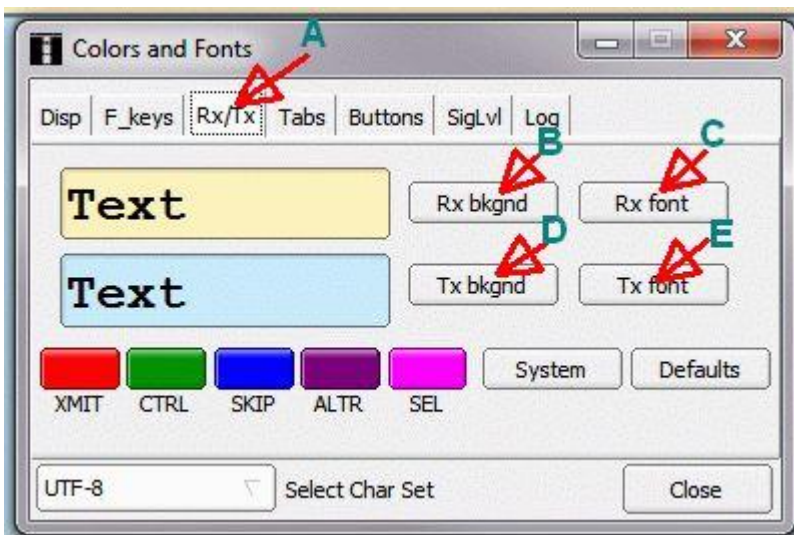 Colors and Fonts A
Disp F_keys Rx/Tx Tabs Buttons SigLvl Log
B C
Text Rx bkgnd Rx font
D E
Text Tx bkgnd Tx font
System Defaults
XMIT CTRL SKIP ALTR SEL
UTF-8 Select Char Set Close